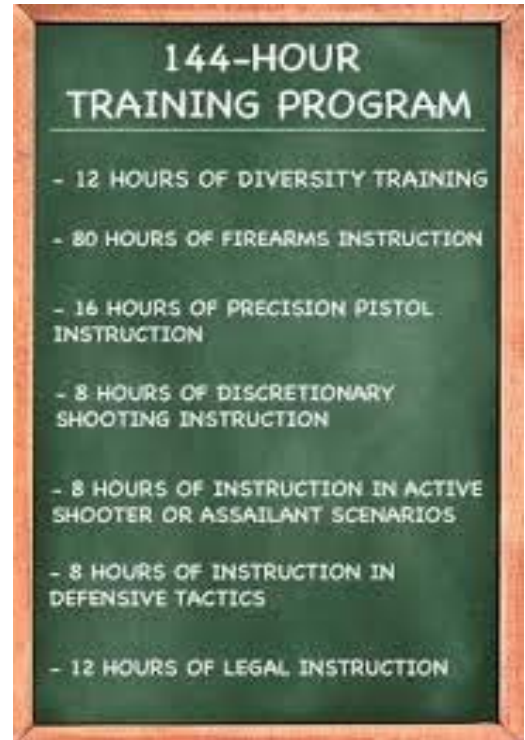 144-HOUR
TRAINING PROGRAM
- 12 HOURS OF DIVERSITY TRAINING
- 80 HOURS OF FIREARMS INSTRUCTION
- 16 HOURS OF PRECISION PISTOL
INSTRUCTION
- 8 HOURS OF DISCRETIONARY
SHOOTING INSTRUCTION
- 8 HOURS OF INSTRUCTION IN ACTIVE
SHOOTER OR ASSAILANT SCENARIOS
- 8 HOURS OF INSTRUCTION IN
DEFENSIVE TACTICS
- 12 HOURS OF LEGAL INSTRUCTION